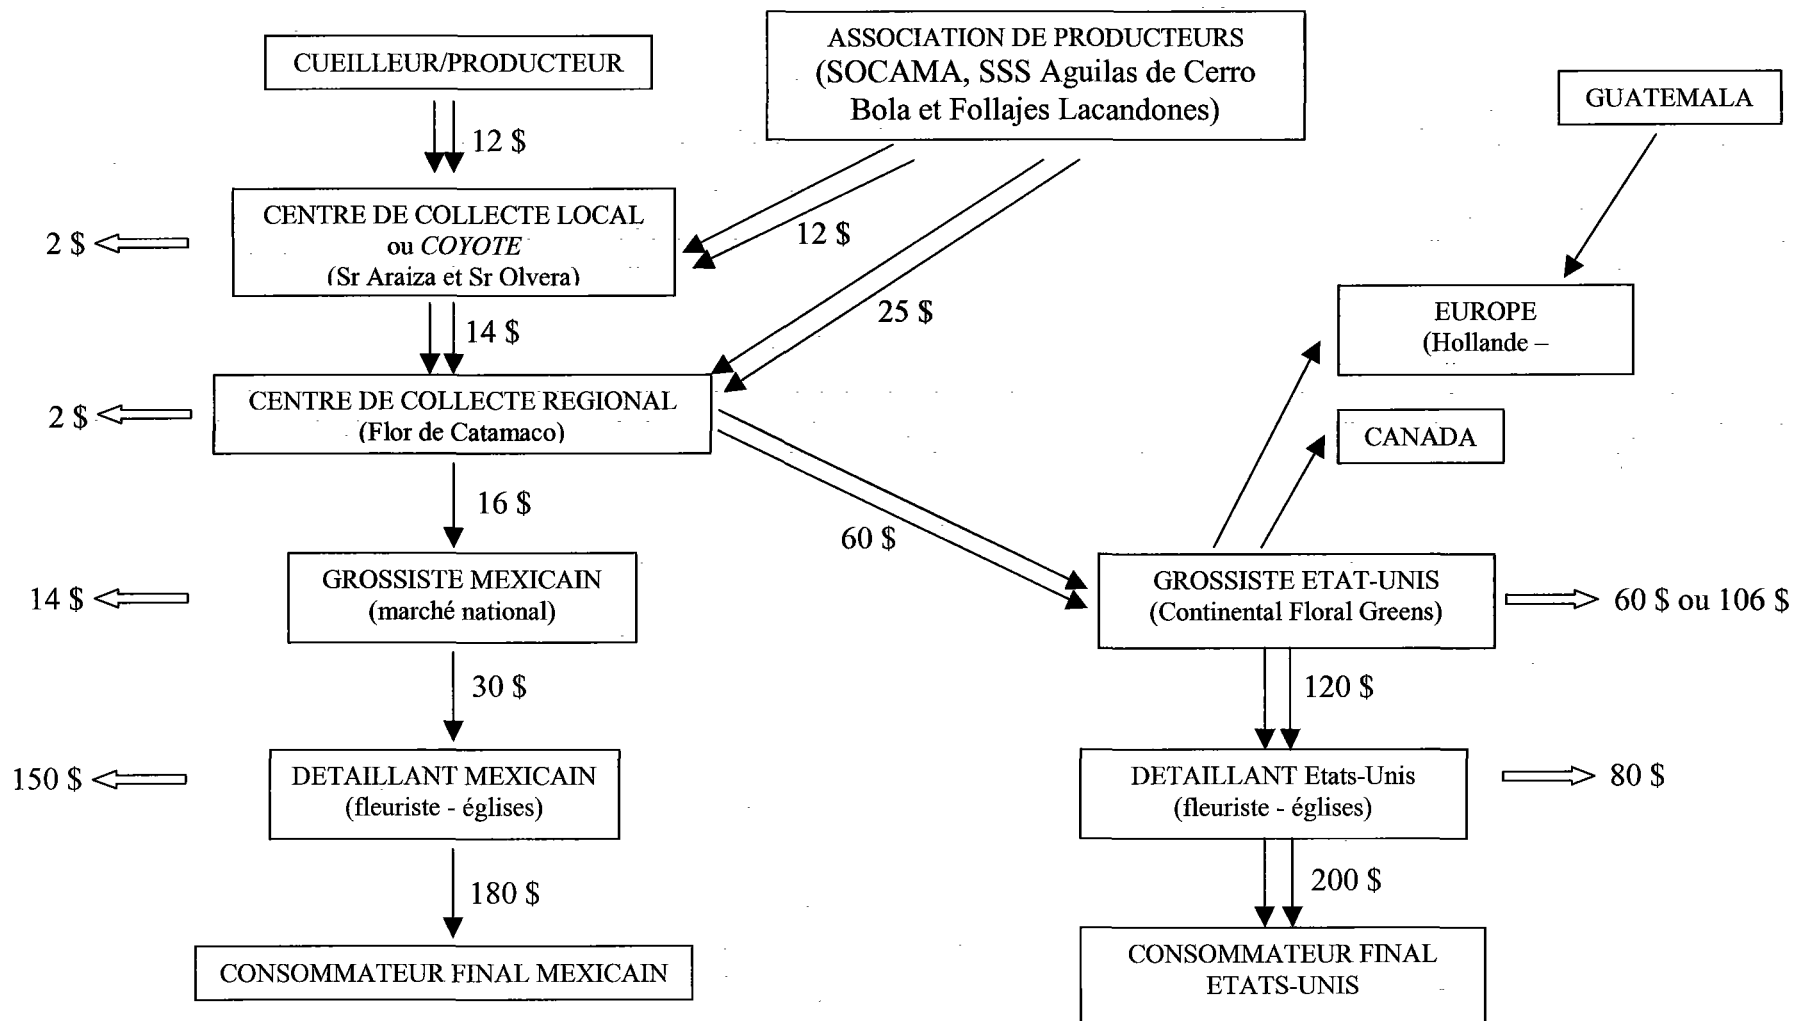 CUEILLEUR/PRODUCTEUR
ASSOCIATION DE PRODUCTEURS
(SOCAMA, SSS Aguilas de Cerro
Bola et Follajes Lacandones)
GUATEMALA
12 $
CENTRE DE COLLECTE LOCAL
ou COYOTE
(Sr Araiza et Sr Olvera)
2 $
12 $
25 $
EUROPE
(Hollande –
14 $
CENTRE DE COLLECTE REGIONAL
(Flor de Catamaco)
2 $
CANADA
16 $
60 $
GROSSISTE MEXICAIN
(marché national)
14 $
GROSSISTE ETAT-UNIS
(Continental Floral Greens)
60 $ ou 106 $
30 $
120 $
DETAILLANT MEXICAIN
(fleuriste - églises)
150 $
DETAILLANT Etats-Unis
(fleuriste - églises)
80 $
180 $
200 $
CONSOMMATEUR FINAL MEXICAIN
CONSOMMATEUR FINAL
ETATS-UNIS